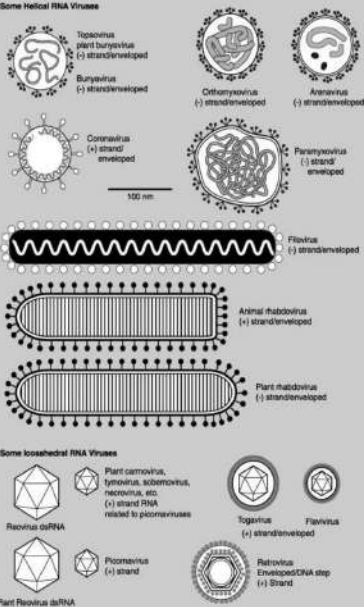 Some Helical RNA Viruses
Topsovirus
plant bunyavirus
(-) strand/enveloped
Bunyavirus
(-) strand/enveloped
Orthomyxovirus
(-) strand/enveloped
Arenavirus
(-) strand/enveloped
Coronavirus
(+) strand/
enveloped
Paramyxovirus
(-) strand/
enveloped
100 nm
Filovirus
(-) strand/enveloped
Animal rhabdovirus
(+) strand/enveloped
Plant rhabdovirus
(-) strand/enveloped
Some Icosahedral RNA Viruses
Reovirus dsRNA
Plant carmovirus,
tymovirus, sobemovirus,
necrovirus, etc.
(+) strand RNA
related to picornaviruses
Togavirus
Flavivirus
(+) strand/enveloped
Plant Reovirus dsRNA
Picornavirus
(+) strand
Retrovirus
Enveloped/DNA step
(+) Strand